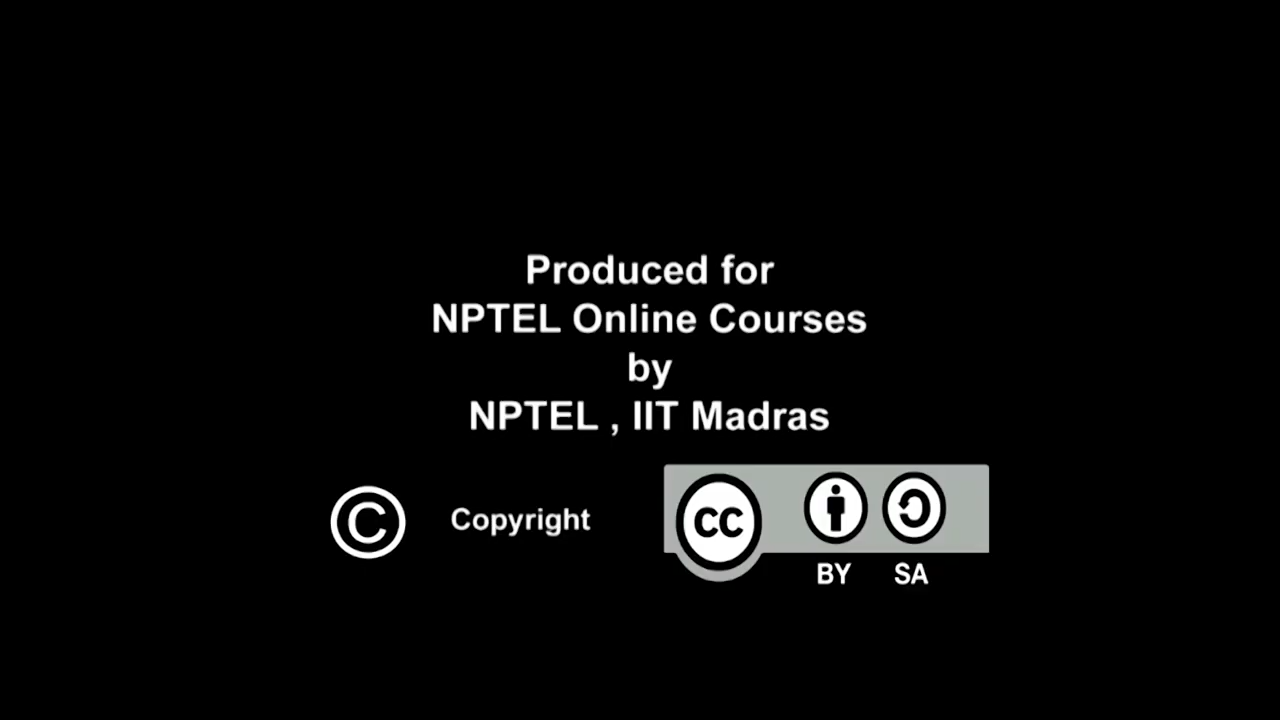 Produced for
NPTEL Online Courses
by
NPTEL , IIT Madras
© Copyright
cc
BY SA